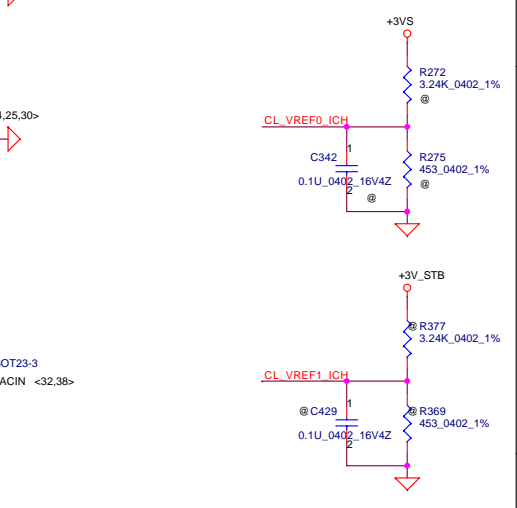 +3VS
R272
3.24K_0402_1%
@
,25,30>
CL_VREF0_ICH
1
C342
0.1U_0402_16V4Z
2
@
R275
453_0402_1%
@
+3V_STB
@
R377
3.24K_0402_1%
OT23-3
ACIN <32,38>
CL_VREF1_ICH
1
@
C429
0.1U_0402_16V4Z
2
@
R369
453_0402_1%